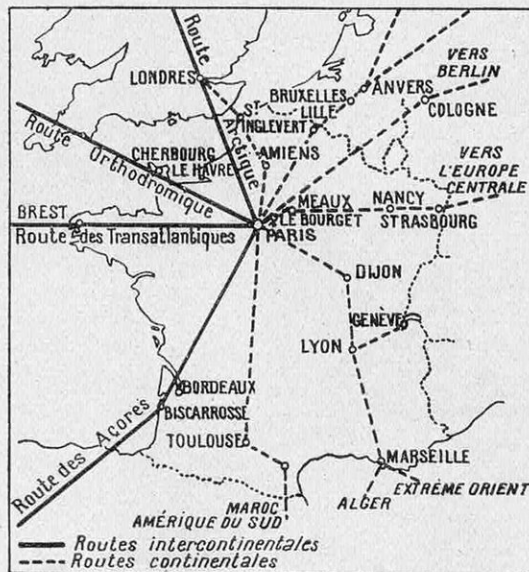 Route
Arctique
LONDRES
ST
INGLEVERT
BRUXELLES
LILLE
ANVERS
VERS
BERLIN
COLOGNE
Route Orthodromique
CHERBOURG
LE HAVRE
AMIENS
VERS
L'EUROPE
CENTRALE
MEAUX
LE BOURGET
NANCY
STRASBOURG
BREST
Route des Transatlantiques
PARIS
DIJON
GENÈVE
LYON
BORDEAUX
BISCARROSSE
TOULOUSE
Route des Açores
MARSEILLE
EXTRÊME ORIENT
ALGER
MAROC
AMÉRIQUE DU SUD
Routes intercontinentales
Routes continentales